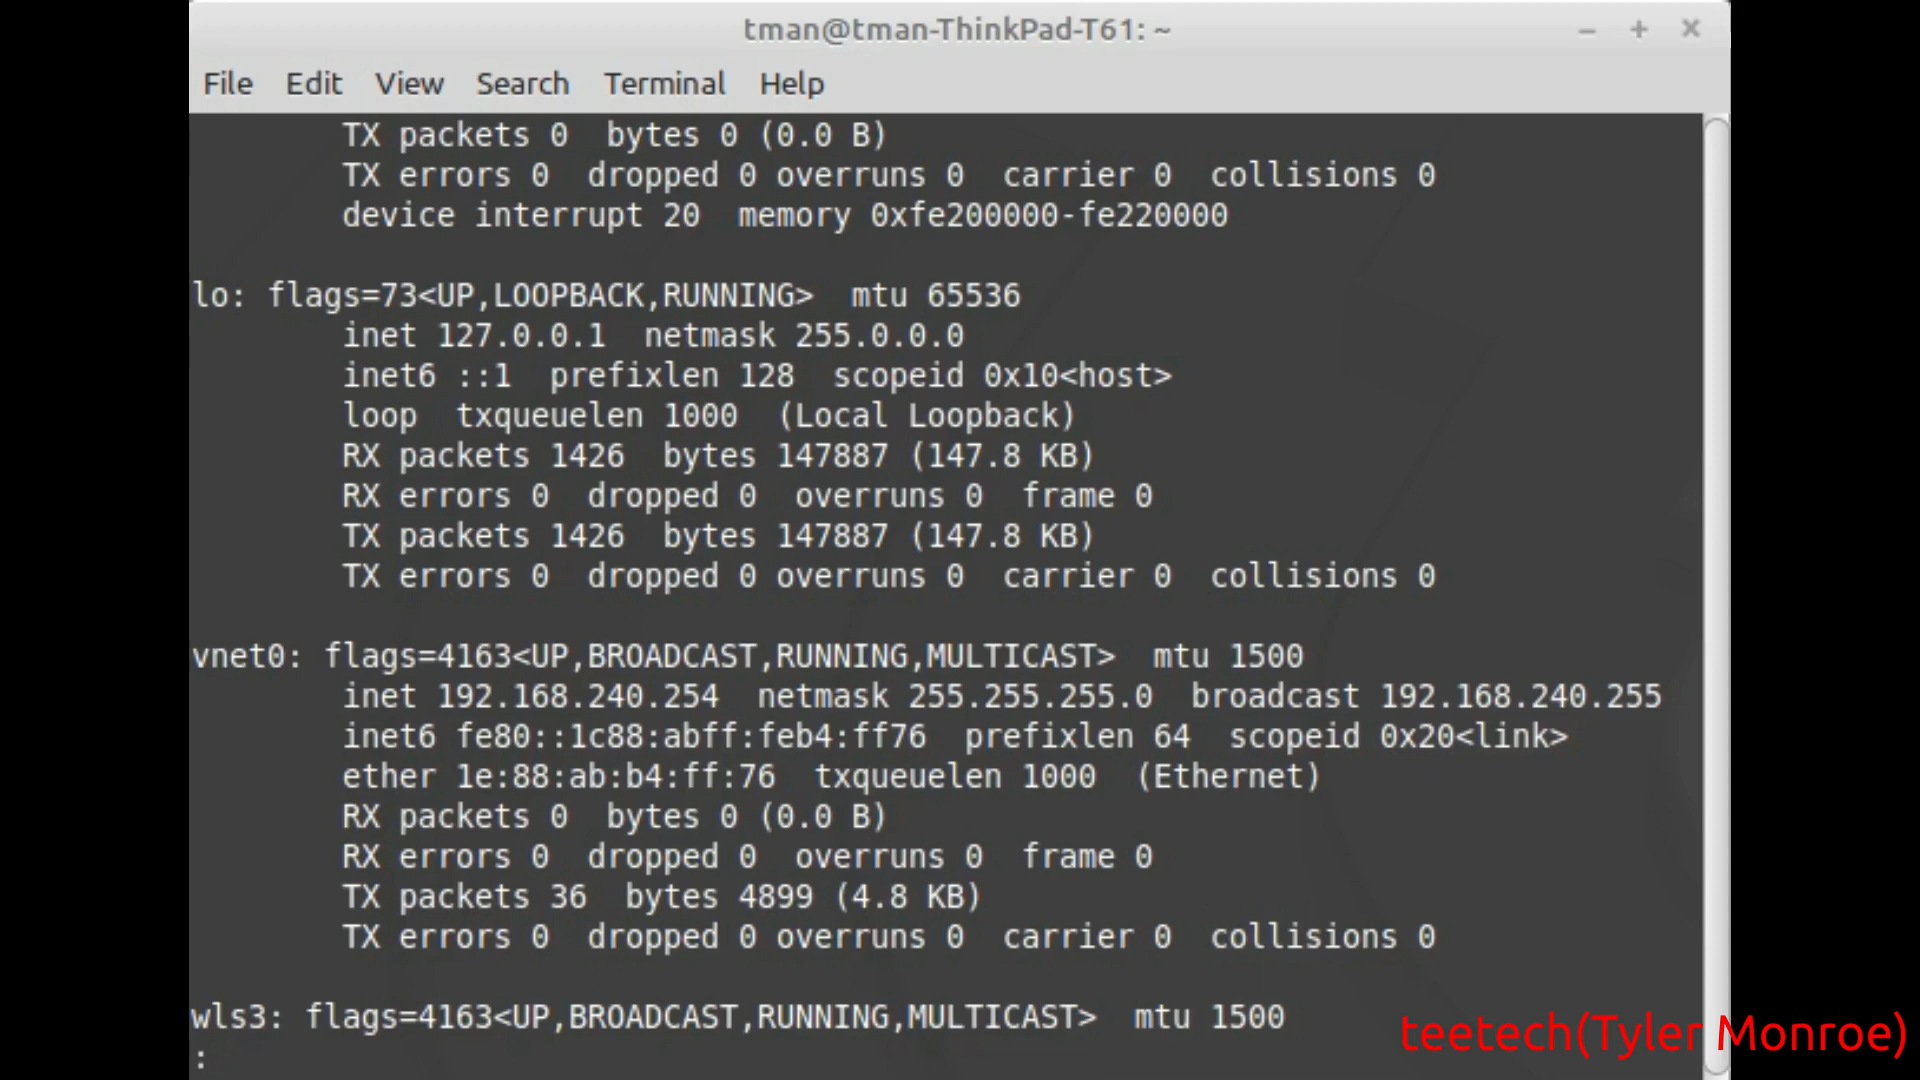 tman@tman-ThinkPad-T61: ~
– + ×
File Edit View Search Terminal Help
TX packets 0  bytes 0 (0.0 B)
TX errors 0  dropped 0 overruns 0  carrier 0  collisions 0
device interrupt 20  memory 0xfe200000-fe220000
lo: flags=73<UP,LOOPBACK,RUNNING>  mtu 65536
inet 127.0.0.1  netmask 255.0.0.0
inet6 ::1  prefixlen 128  scopeid 0x10<host>
loop  txqueuelen 1000  (Local Loopback)
RX packets 1426  bytes 147887 (147.8 KB)
RX errors 0  dropped 0  overruns 0  frame 0
TX packets 1426  bytes 147887 (147.8 KB)
TX errors 0  dropped 0 overruns 0  carrier 0  collisions 0
vnet0: flags=4163<UP,BROADCAST,RUNNING,MULTICAST>  mtu 1500
inet 192.168.240.254  netmask 255.255.255.0  broadcast 192.168.240.255
inet6 fe80::1c88:abff:feb4:ff76  prefixlen 64  scopeid 0x20<link>
ether 1e:88:ab:b4:ff:76  txqueuelen 1000  (Ethernet)
RX packets 0  bytes 0 (0.0 B)
RX errors 0  dropped 0  overruns 0  frame 0
TX packets 36  bytes 4899 (4.8 KB)
TX errors 0  dropped 0 overruns 0  carrier 0  collisions 0
wls3: flags=4163<UP,BROADCAST,RUNNING,MULTICAST>  mtu 1500
:
teetech(Tyler Monroe)